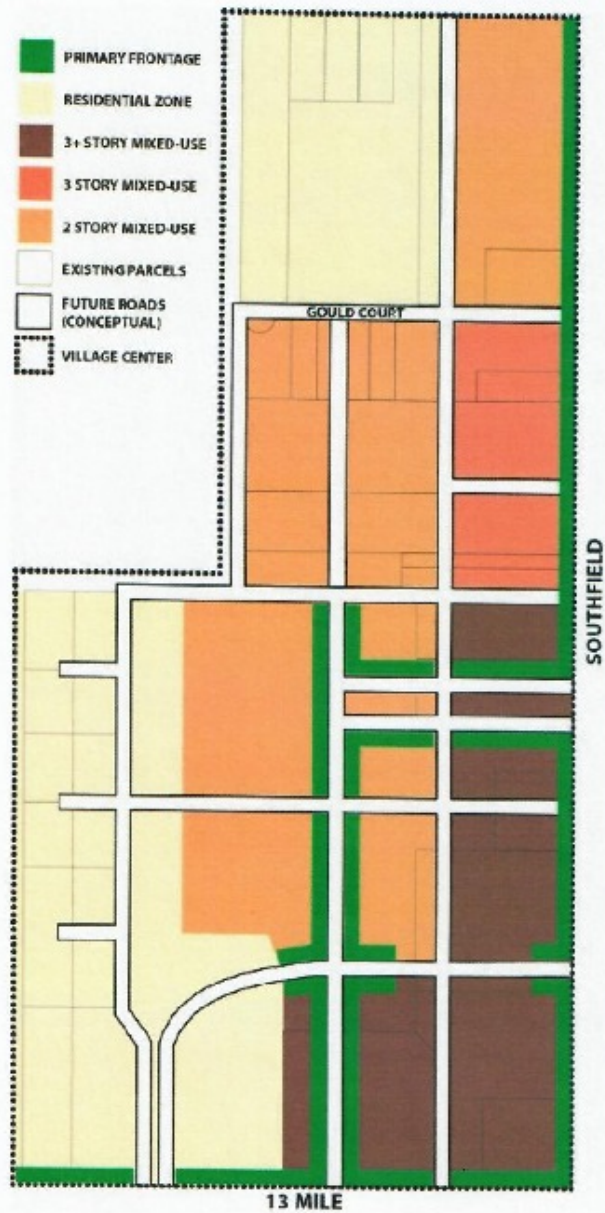 PRIMARY FRONTAGE
RESIDENTIAL ZONE
3+ STORY MIXED-USE
3 STORY MIXED-USE
2 STORY MIXED-USE
EXISTING PARCELS
FUTURE ROADS
(CONCEPTUAL)
VILLAGE CENTER
GOULD COURT
SOUTHFIELD
13 MILE